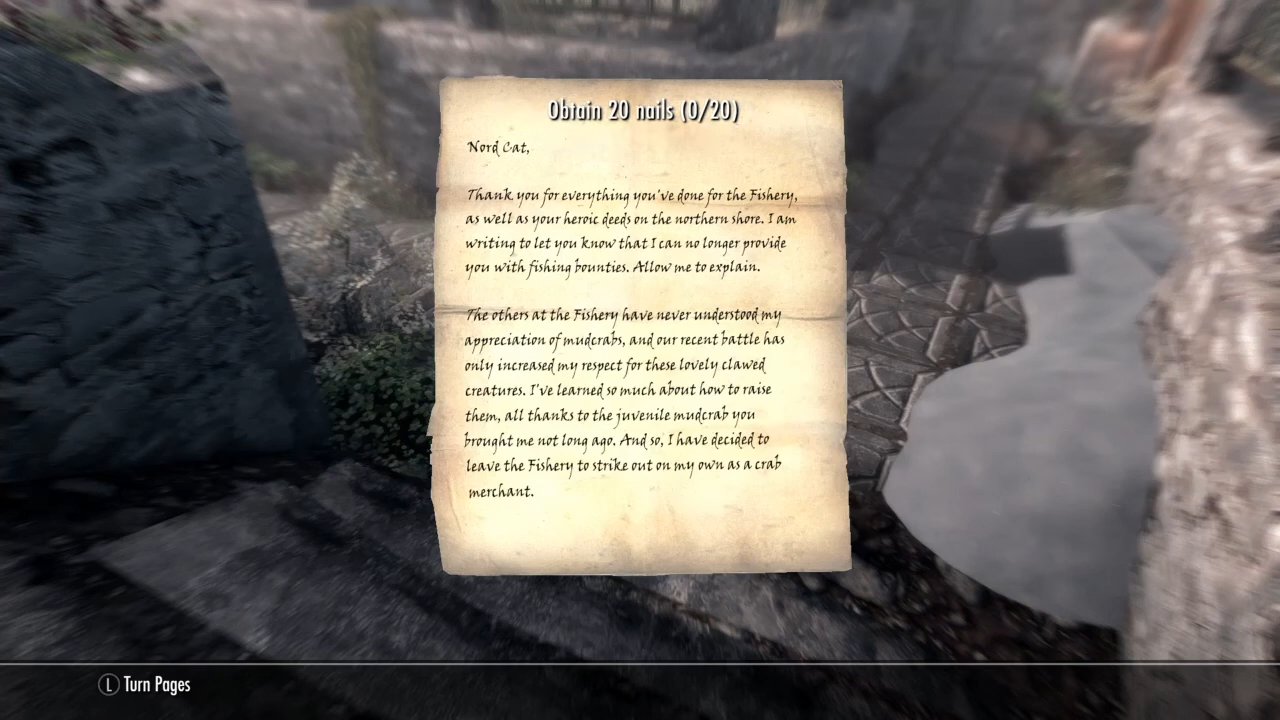 Obtain 20 nails (0/20)
Nord Cat,
Thank you for everything you've done for the Fishery,
as well as your heroic deeds on the northern shore. I am
writing to let you know that I can no longer provide
you with fishing bounties. Allow me to explain.
The others at the Fishery have never understood my
appreciation of mudcrabs, and our recent battle has
only increased my respect for these lovely clawed
creatures. I've learned so much about how to raise
them, all thanks to the juvenile mudcrab you
brought me not long ago. And so, I have decided to
leave the Fishery to strike out on my own as a crab
merchant.
L Turn Pages